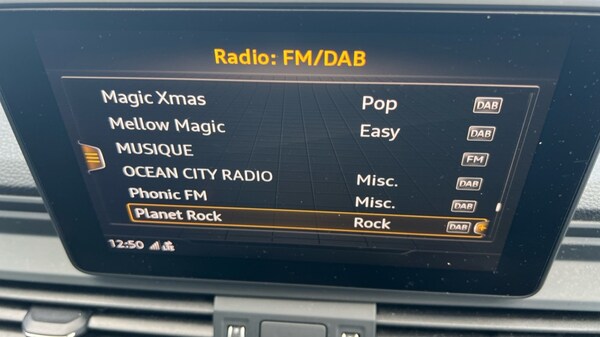 Radio: FM/DAB
Magic Xmas Pop DAB
Mellow Magic Easy DAB
MUSIQUE FM
OCEAN CITY RADIO Misc. DAB
Phonic FM Misc. DAB
Planet Rock Rock DAB
12:50